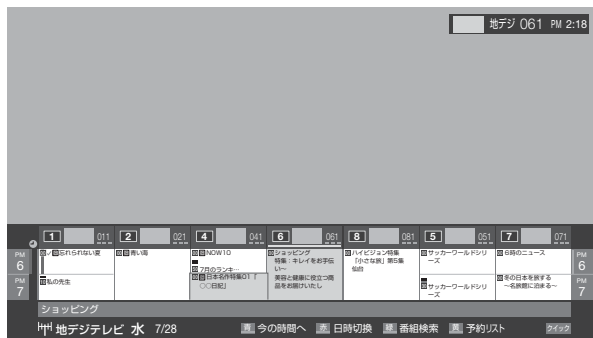 地デジ 061 PM 2:18
1 011 2 021 4 041 6 061 8 081 5 051 7 071
PM 6
PM 7
忘れられない夏
私の先生
青い海
NOW10
7月のランキ…
日本名作特集01「
○○日記」
ショッピング
特集：キレイをお手伝
い〜
美容と健康に役立つ商
品をお届けいたし
ハイビジョン特集
「小さな旅」第5集
仙台
サッカーワールドシリ
ーズ
サッカーワールドシリ
ーズ
6時のニュース
冬の日本を旅する
〜名旅館に泊まる〜
PM 6
PM 7
ショッピング
地デジテレビ 水 7/28 青 今の時間へ 赤 日時切換 緑 番組検索 黄 予約リスト クイック